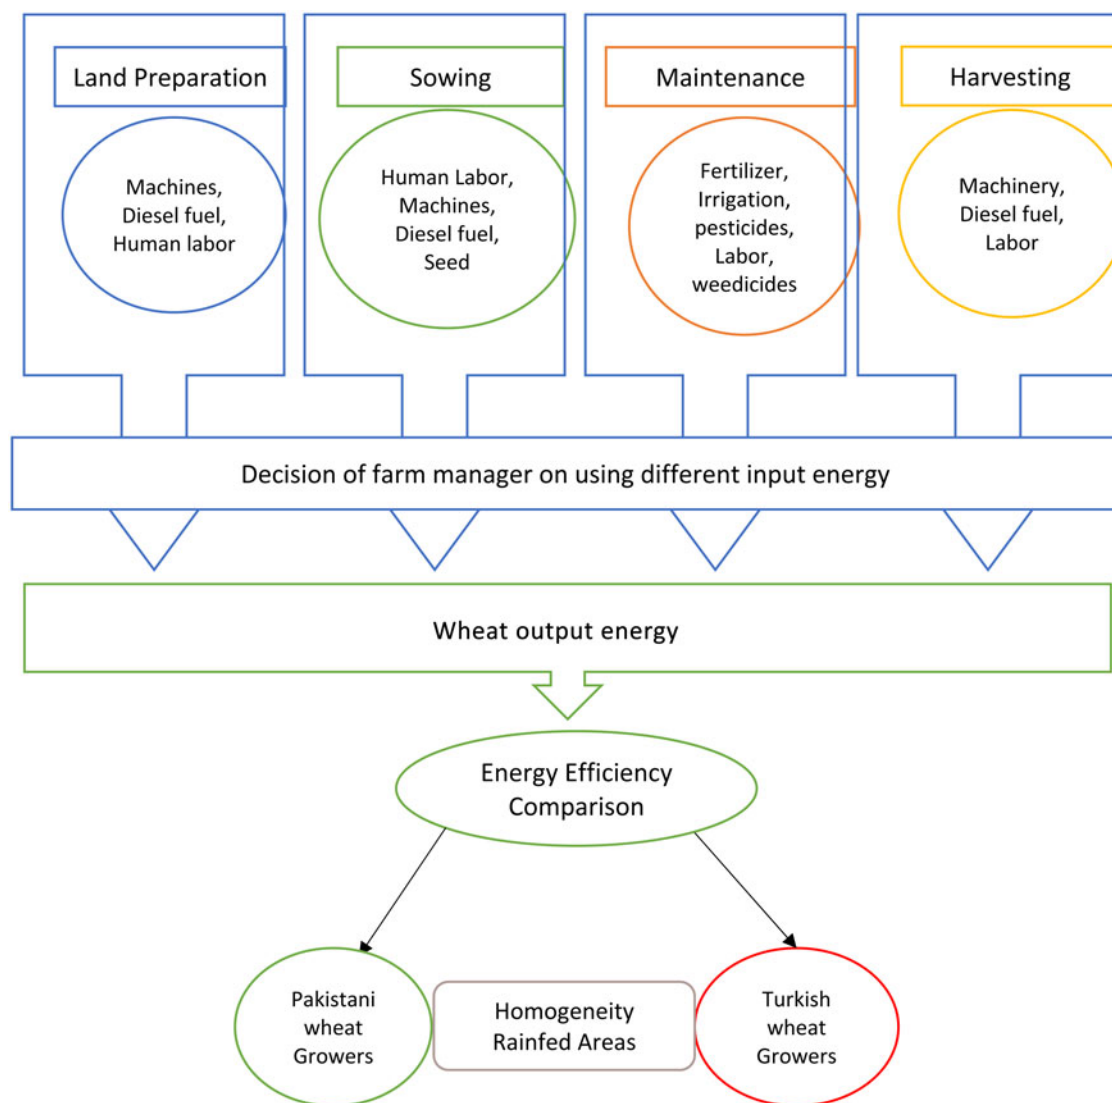 Land Preparation
Machines,
Diesel fuel,
Human labor
Sowing
Human Labor,
Machines,
Diesel fuel,
Seed
Maintenance
Fertilizer,
Irrigation,
pesticides,
Labor,
weedicides
Harvesting
Machinery,
Diesel fuel,
Labor
Decision of farm manager on using different input energy
Wheat output energy
Energy Efficiency
Comparison
Pakistani
wheat
Growers
Homogeneity
Rainfed Areas
Turkish
wheat
Growers